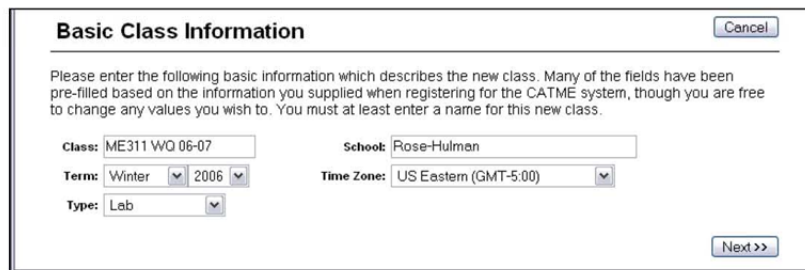 Basic Class Information
Cancel
Please enter the following basic information which describes the new class. Many of the fields have been
pre-filled based on the information you supplied when registering for the CATME system, though you are free
to change any values you wish to. You must at least enter a name for this new class.
Class: ME311 WQ 06-07 School: Rose-Hulman
Term: Winter 2006 Time Zone: US Eastern (GMT-5:00)
Type: Lab
Next >>